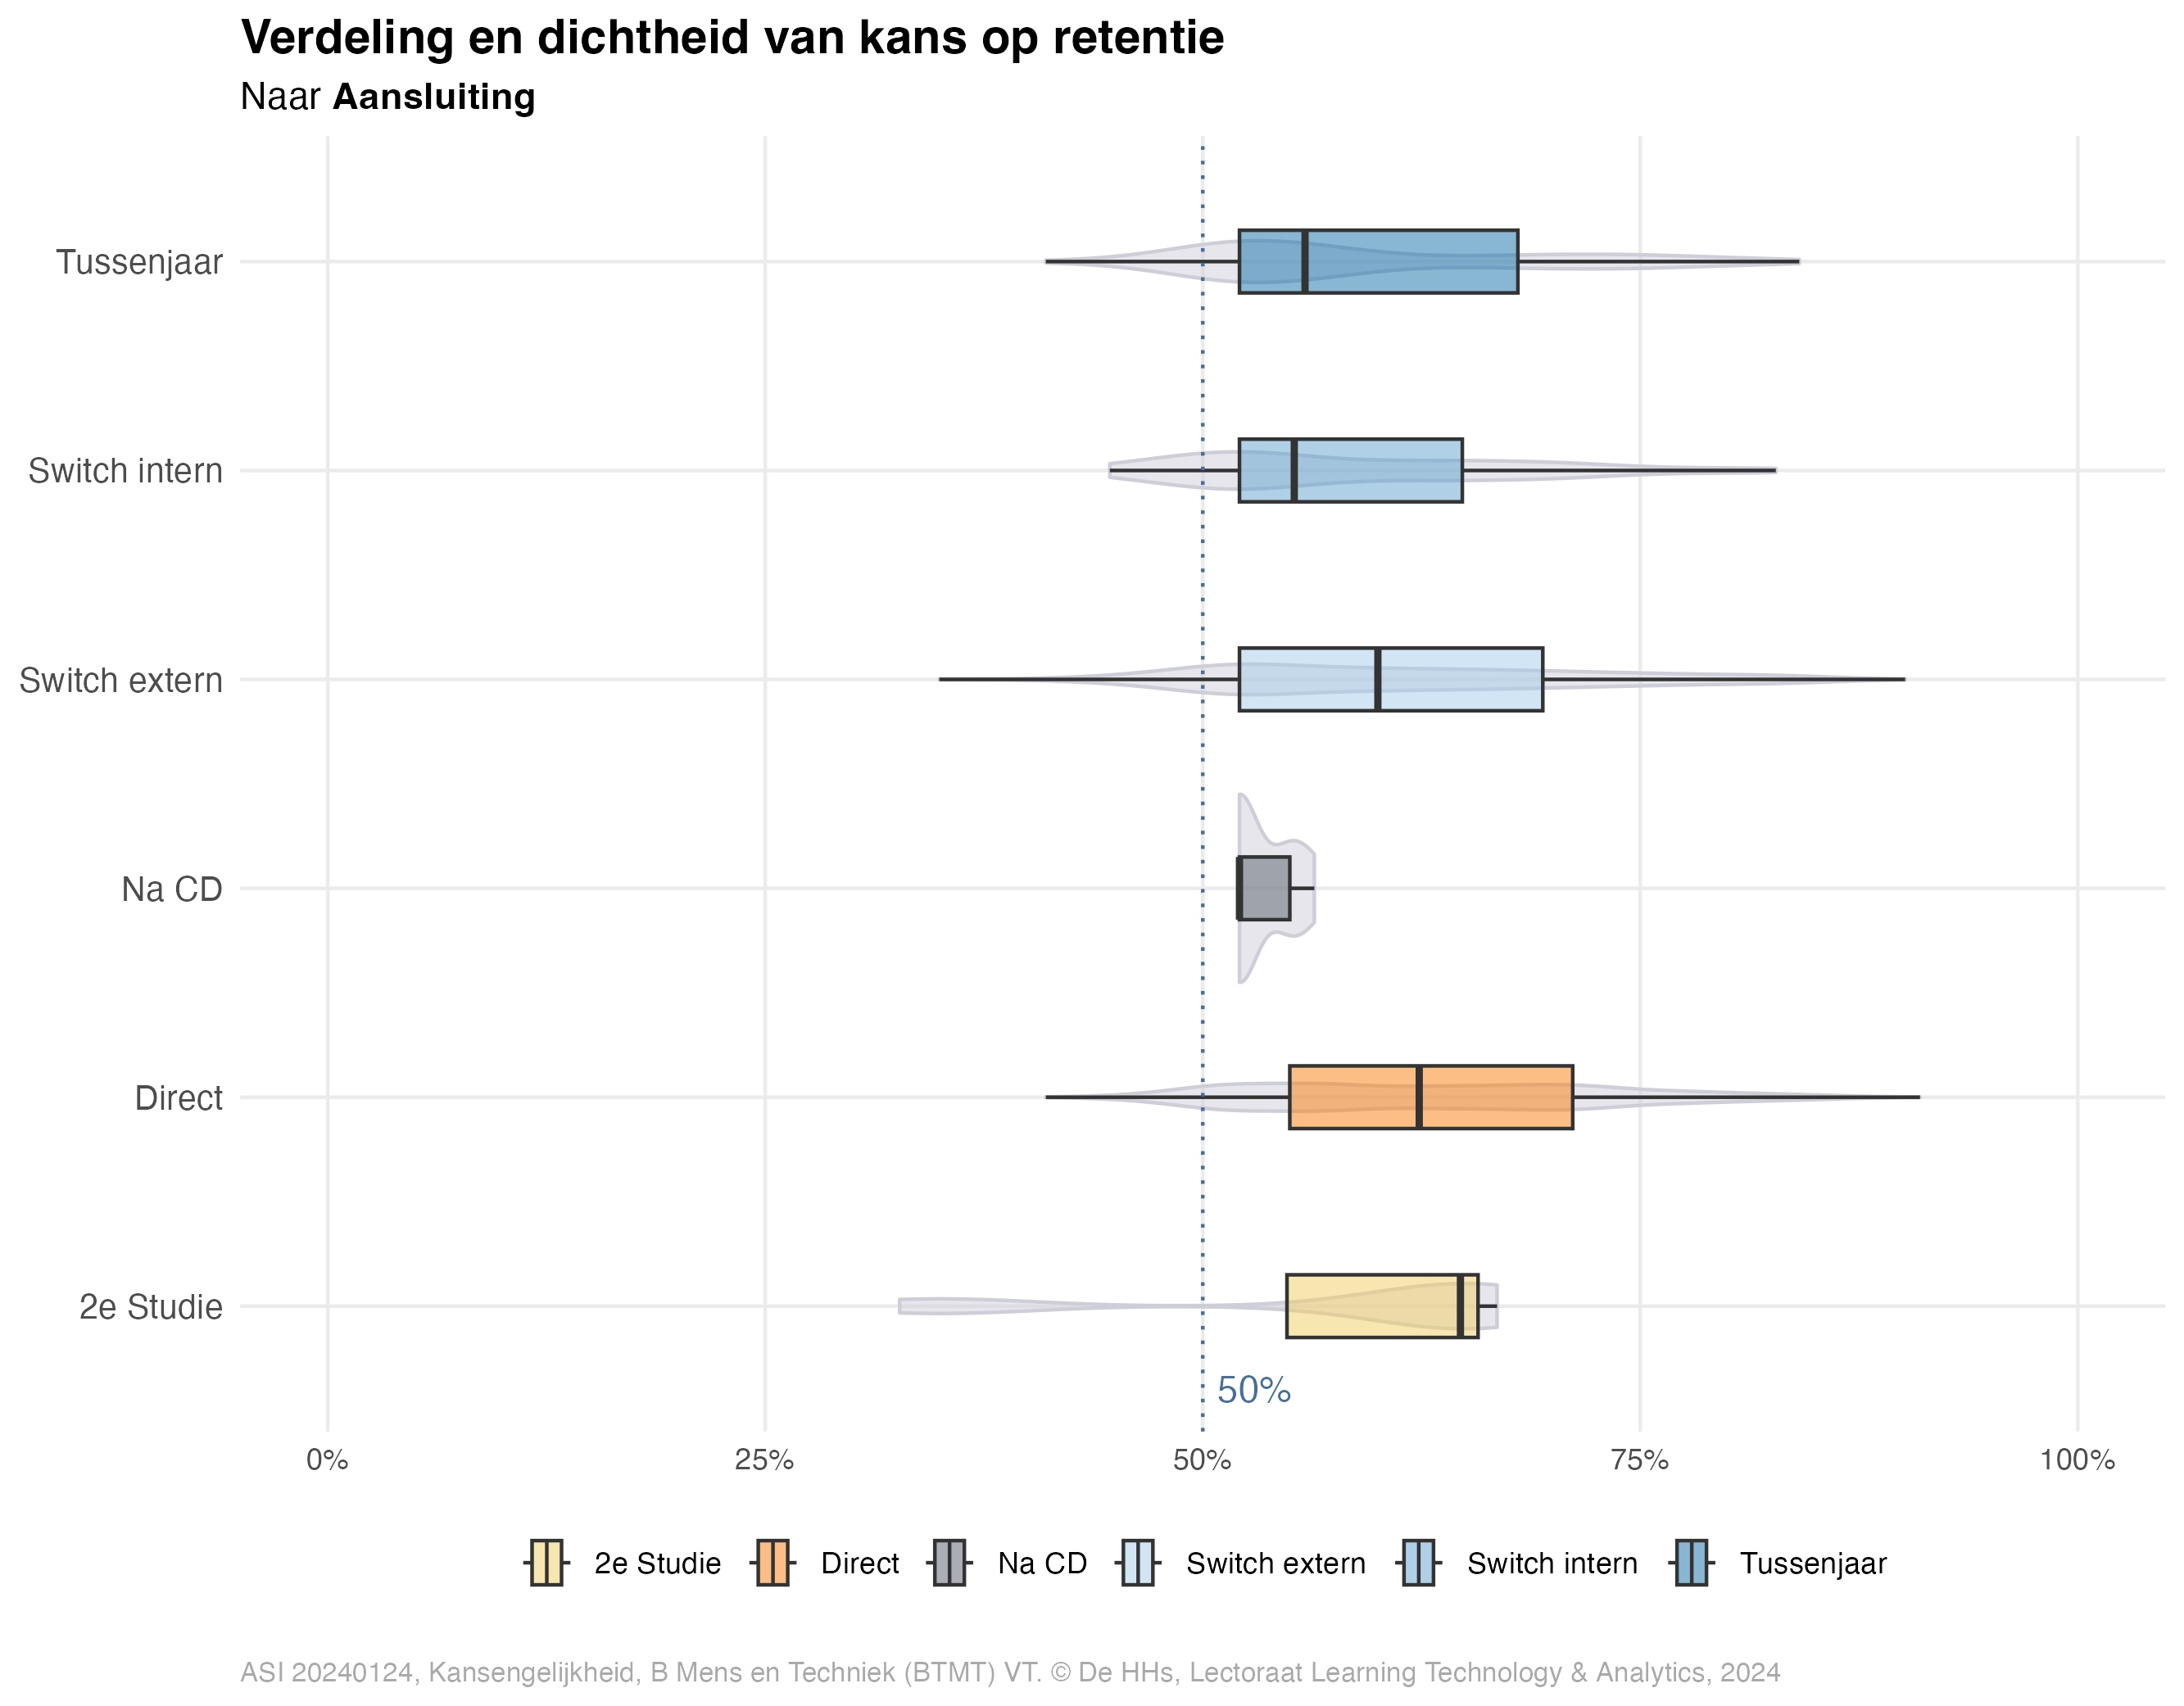 Verdeling en dichtheid van kans op retentie
Naar Aansluiting
Tussenjaar
Switch intern
Switch extern
Na CD
Direct
2e Studie
50%
0% 25% 50% 75% 100%
2e Studie Direct Na CD Switch extern Switch intern Tussenjaar
ASI 20240124, Kansengelijkheid, B Mens en Techniek (BTMT) VT. © De HHs, Lectoraat Learning Technology & Analytics, 2024